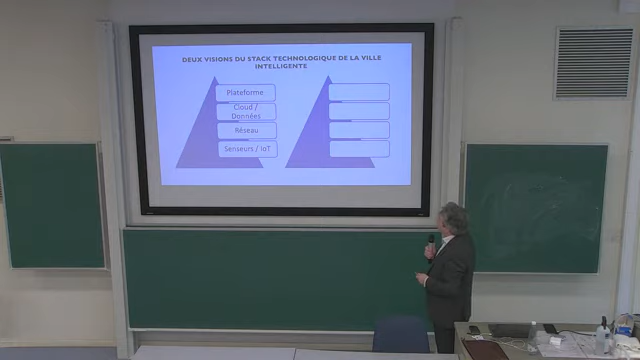 DEUX VISIONS DU STACK TECHNOLOGIQUE DE LA VILLE
INTELLIGENTE
Plateforme
Cloud /
Données
Réseau
Senseurs / IoT